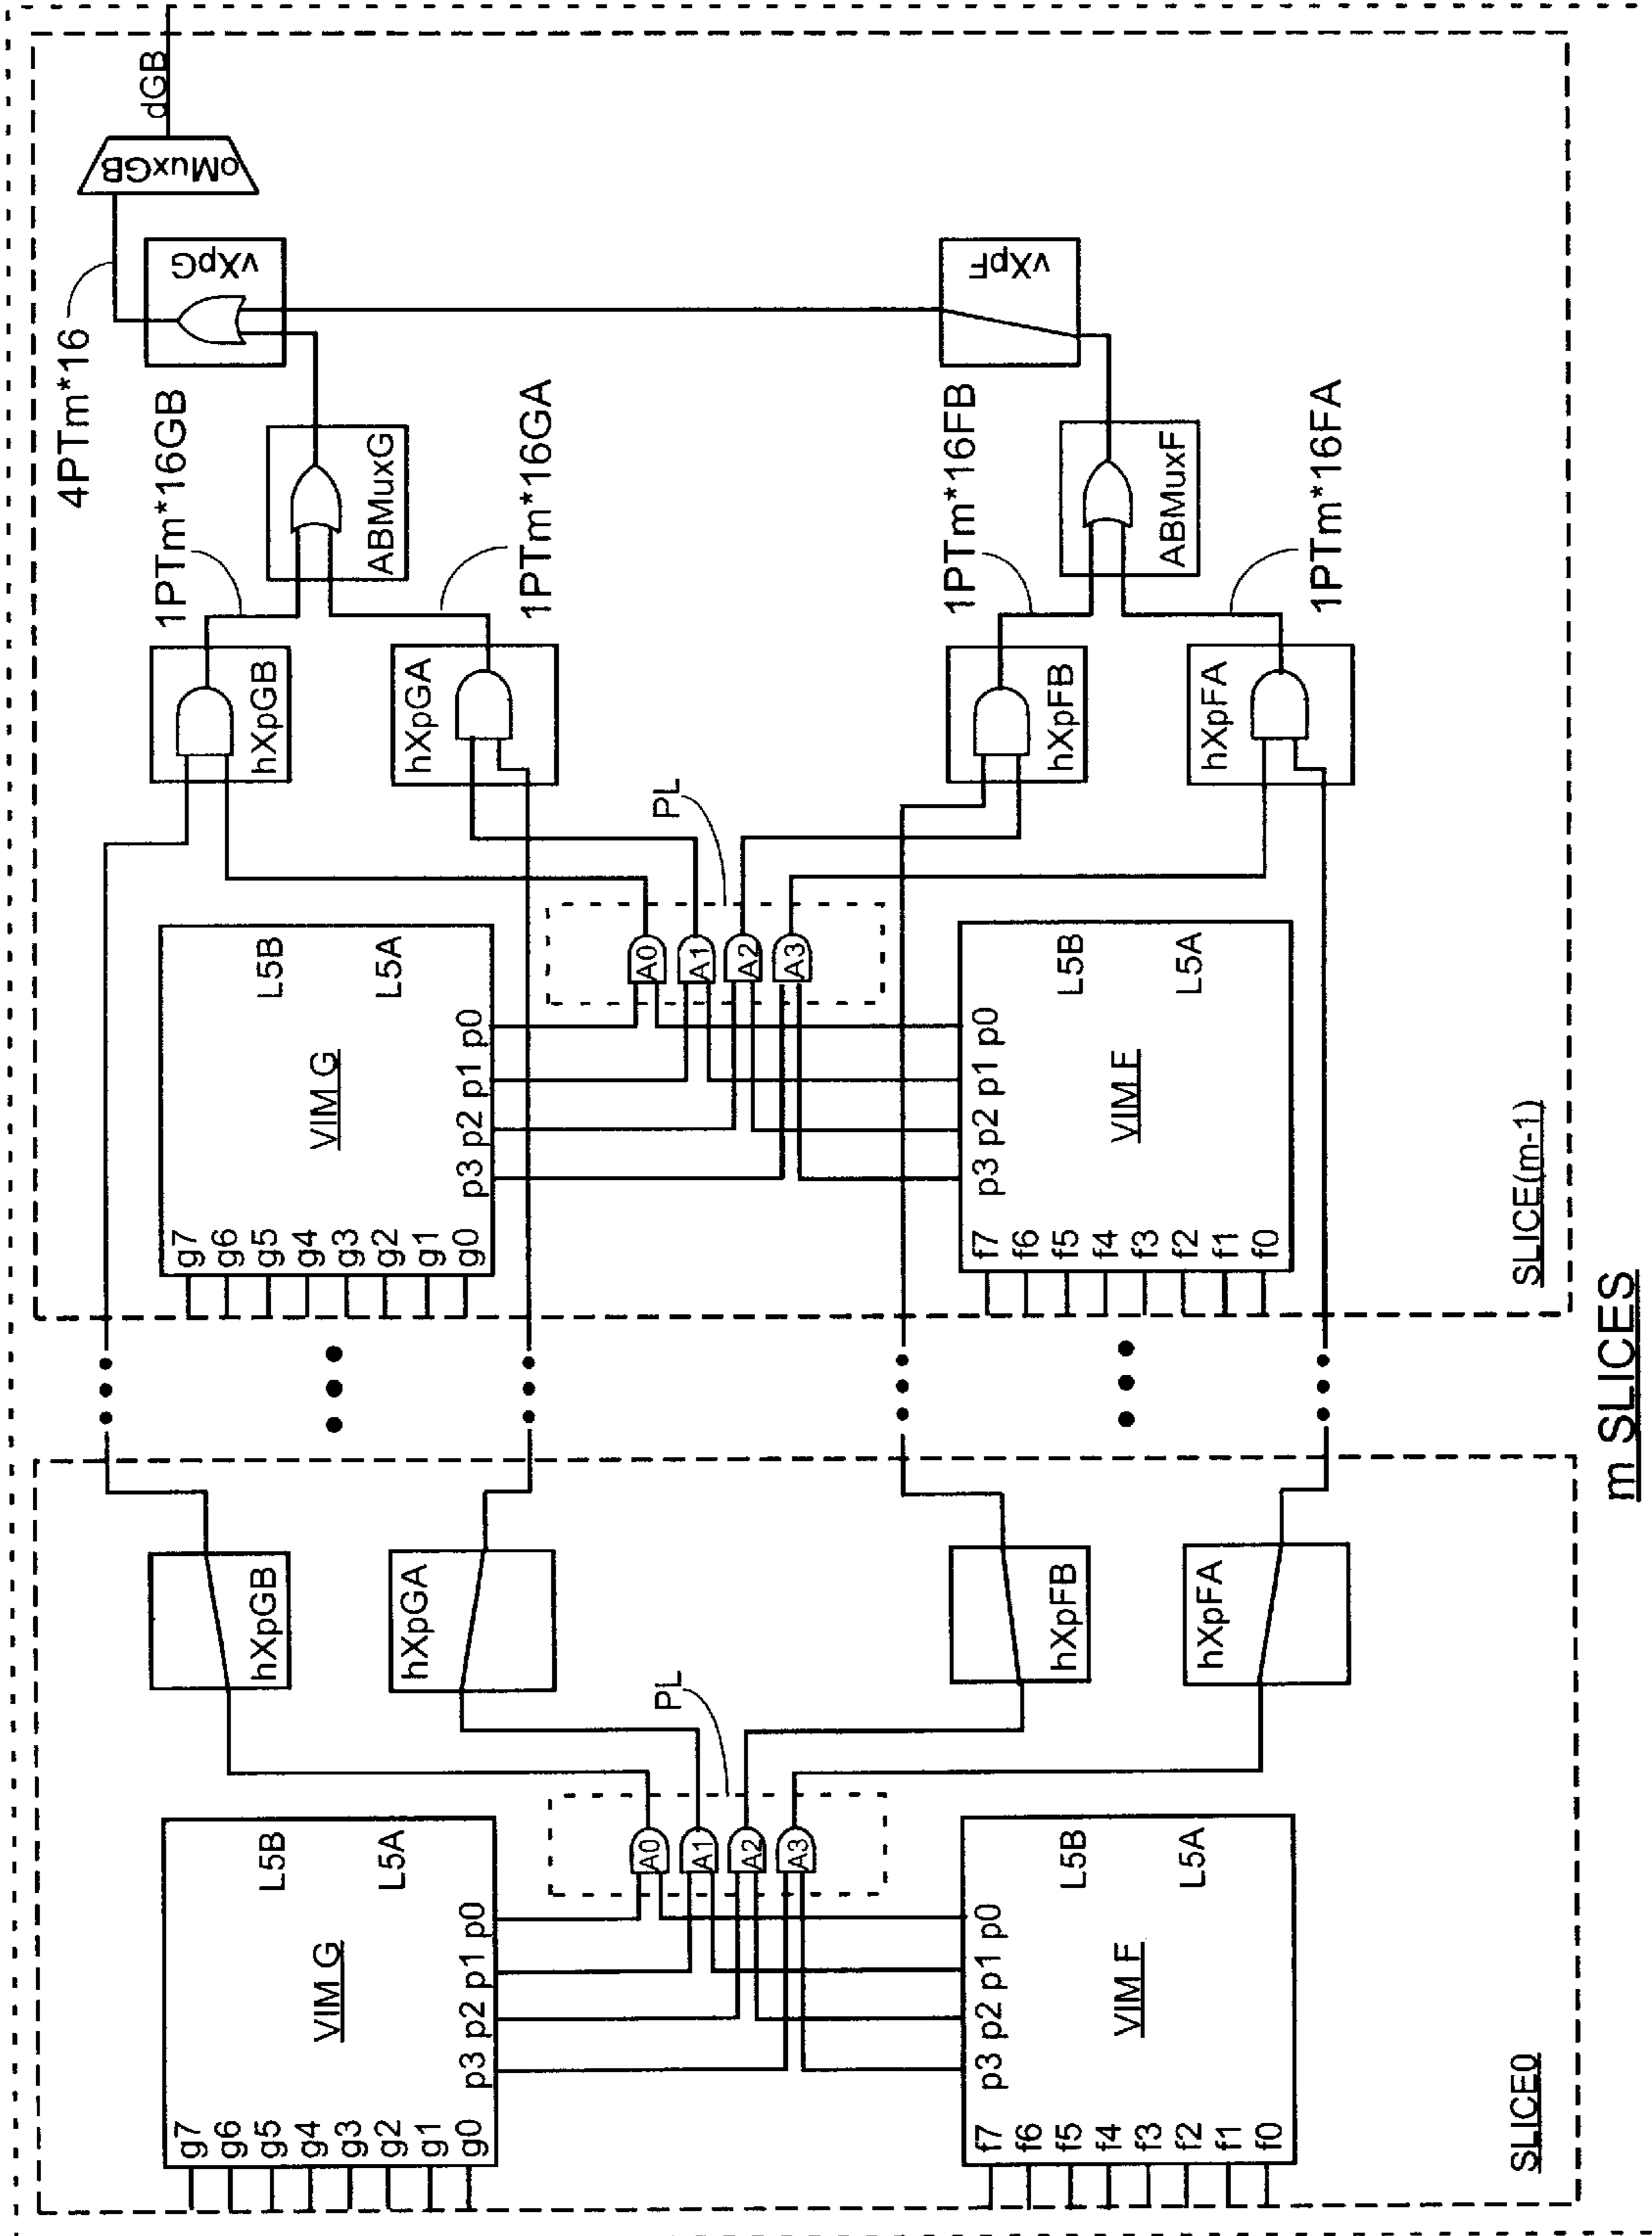 dGB
oMuxGB
4PTm*16
vXpG
vXpF
1PTm*16GB
ABMuxG
1PTm*16GA
1PTm*16FB
ABMuxF
1PTm*16FA
hXpGB
hXpGA
hXpFB
hXpFA
PL
L5B
L5A
VIM G
p0
p1
p2
p3
g7
g6
g5
g4
g3
g2
g1
g0
A0
A1
A2
A3
L5B
L5A
VIM F
p0
p1
p2
p3
f7
f6
f5
f4
f3
f2
f1
f0
SLICE(m-1)
hXpGB
hXpGA
hXpFB
hXpFA
PL
L5B
L5A
VIM G
p0
p1
p2
p3
g7
g6
g5
g4
g3
g2
g1
g0
A0
A1
A2
A3
L5B
L5A
VIM F
p0
p1
p2
p3
f7
f6
f5
f4
f3
f2
f1
f0
SLICE0
m SLICES